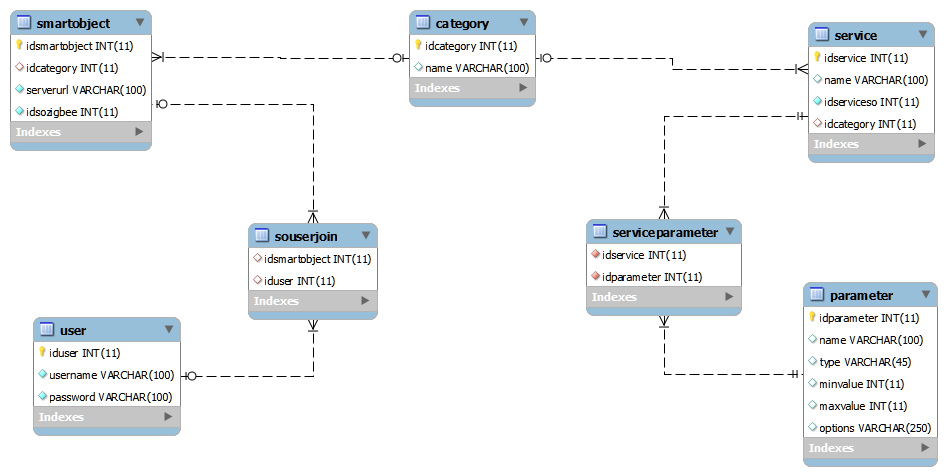 smartobject
idsmartobject INT(11)
idcategory INT(11)
serverurl VARCHAR(100)
idsozigbee INT(11)
Indexes
category
idcategory INT(11)
name VARCHAR(100)
Indexes
service
idservice INT(11)
name VARCHAR(100)
idserviceso INT(11)
idcategory INT(11)
Indexes
souserjoin
idsmartobject INT(11)
iduser INT(11)
Indexes
serviceparameter
idservice INT(11)
idparameter INT(11)
Indexes
user
iduser INT(11)
username VARCHAR(100)
password VARCHAR(100)
Indexes
parameter
idparameter INT(11)
name VARCHAR(100)
type VARCHAR(45)
minvalue INT(11)
maxvalue INT(11)
options VARCHAR(250)
Indexes